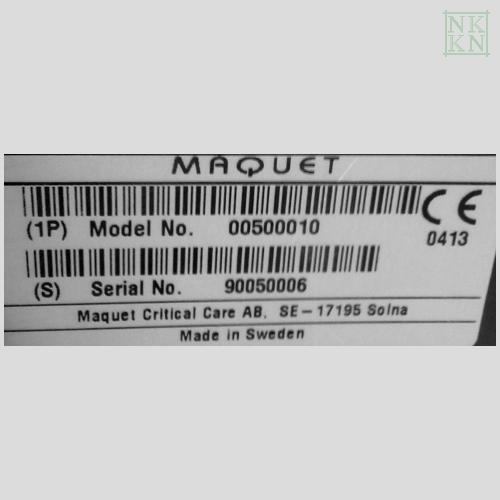 NK
KN
MAQUET
(1P) Model No. 00500010
0413
(S) Serial No. 90050006
Maquet Critical Care AB, SE-17195 Solna
Made in Sweden